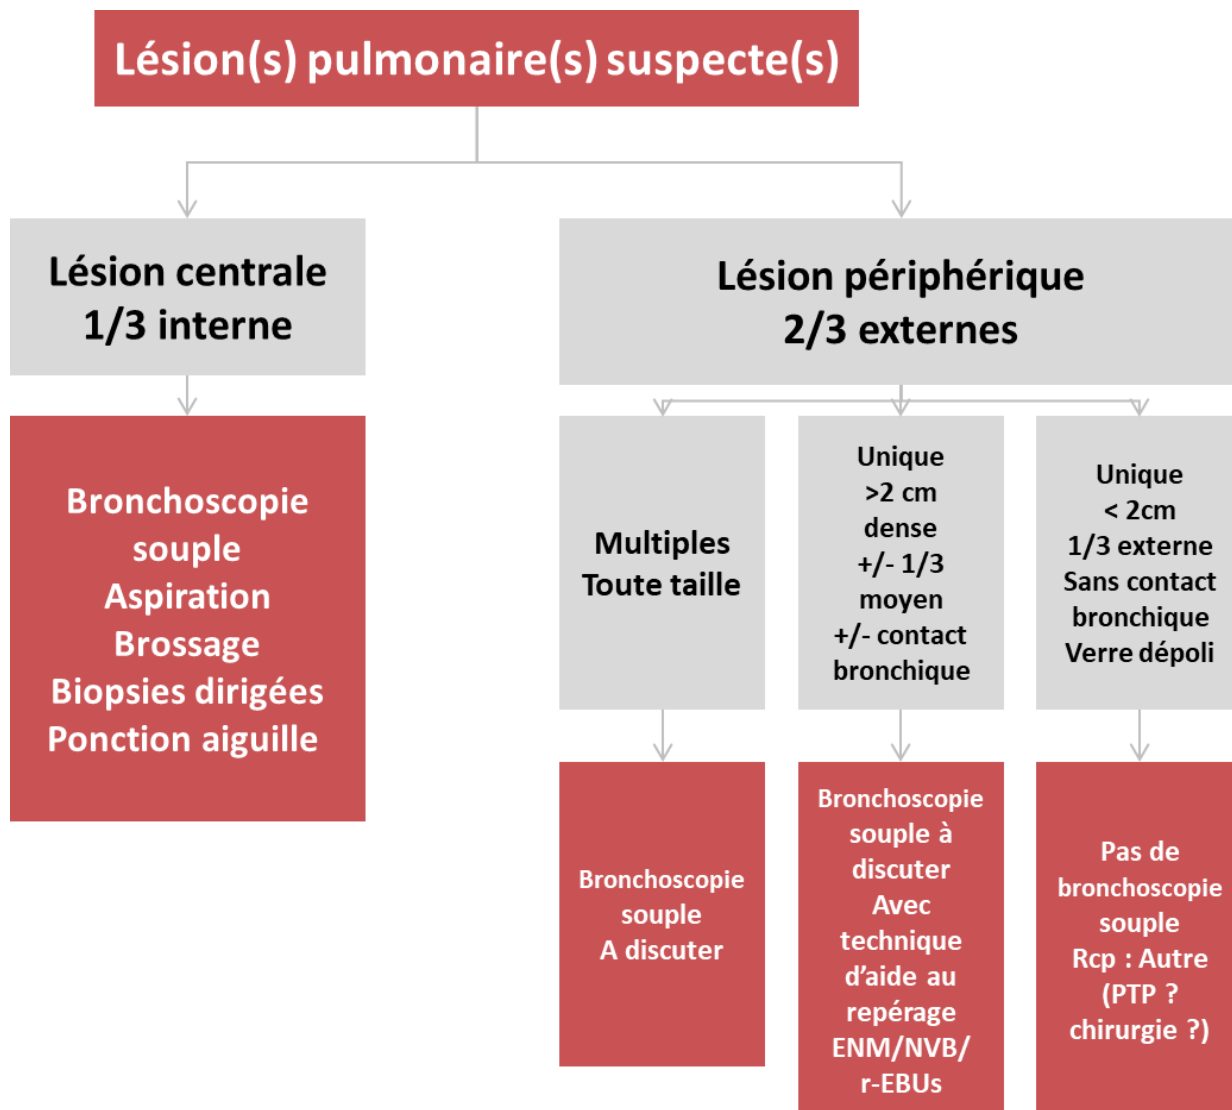 Lésion(s) pulmonaire(s) suspecte(s)
Lésion centrale
1/3 interne
Lésion périphérique
2/3 externes
Bronchoscopie
souple
Aspiration
Brossage
Biopsies dirigées
Ponction aiguille
Multiples
Toute taille
Unique
>2 cm
dense
+/- 1/3
moyen
+/- contact
bronchique
Unique
< 2cm
1/3 externe
Sans contact
bronchique
Verre dépoli
Bronchoscopie
souple
A discuter
Bronchoscopie
souple à
discuter
Avec
technique
d'aide au
repérage
ENM/NVB/
r-EBUs
Pas de
bronchoscopie
souple
Rcp : Autre
(PTP ?
chirurgie ?)